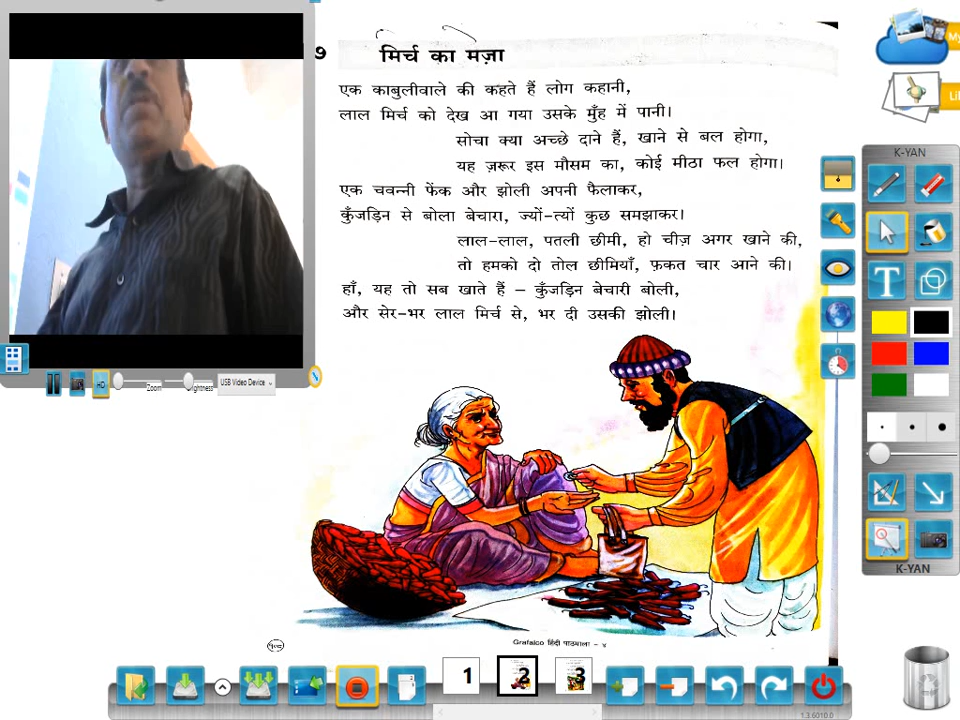 ७ मिर्च का मज़ा
एक काबुलीवाले की कहते हैं लोग कहानी,
लाल मिर्च को देख आ गया उसके मुँह में पानी।
सोचा क्या अच्छे दाने हैं, खाने से बल होगा,
यह ज़रूर इस मौसम का, कोई मीठा फल होगा।
एक चवन्नी फेंक और झोली अपनी फैलाकर,
कुँजड़िन से बोला बेचारा, ज्यों-त्यों कुछ समझाकर।
लाल-लाल, पतली छीमी, हो चीज़ अगर खाने की,
तो हमको दो तोल छीमियाँ, फ़कत चार आने की।
हाँ, यह तो सब खाते हैं – कुँजड़िन बेचारी बोली,
और सेर-भर लाल मिर्च से, भर दी उसकी झोली।
Grafalco हिंदी पाठमाला - ४
HD
Zoom
Brightness
USB Video Device
My
Li
K-YAN
T
K-YAN
1
2
3
1.3.6010.0